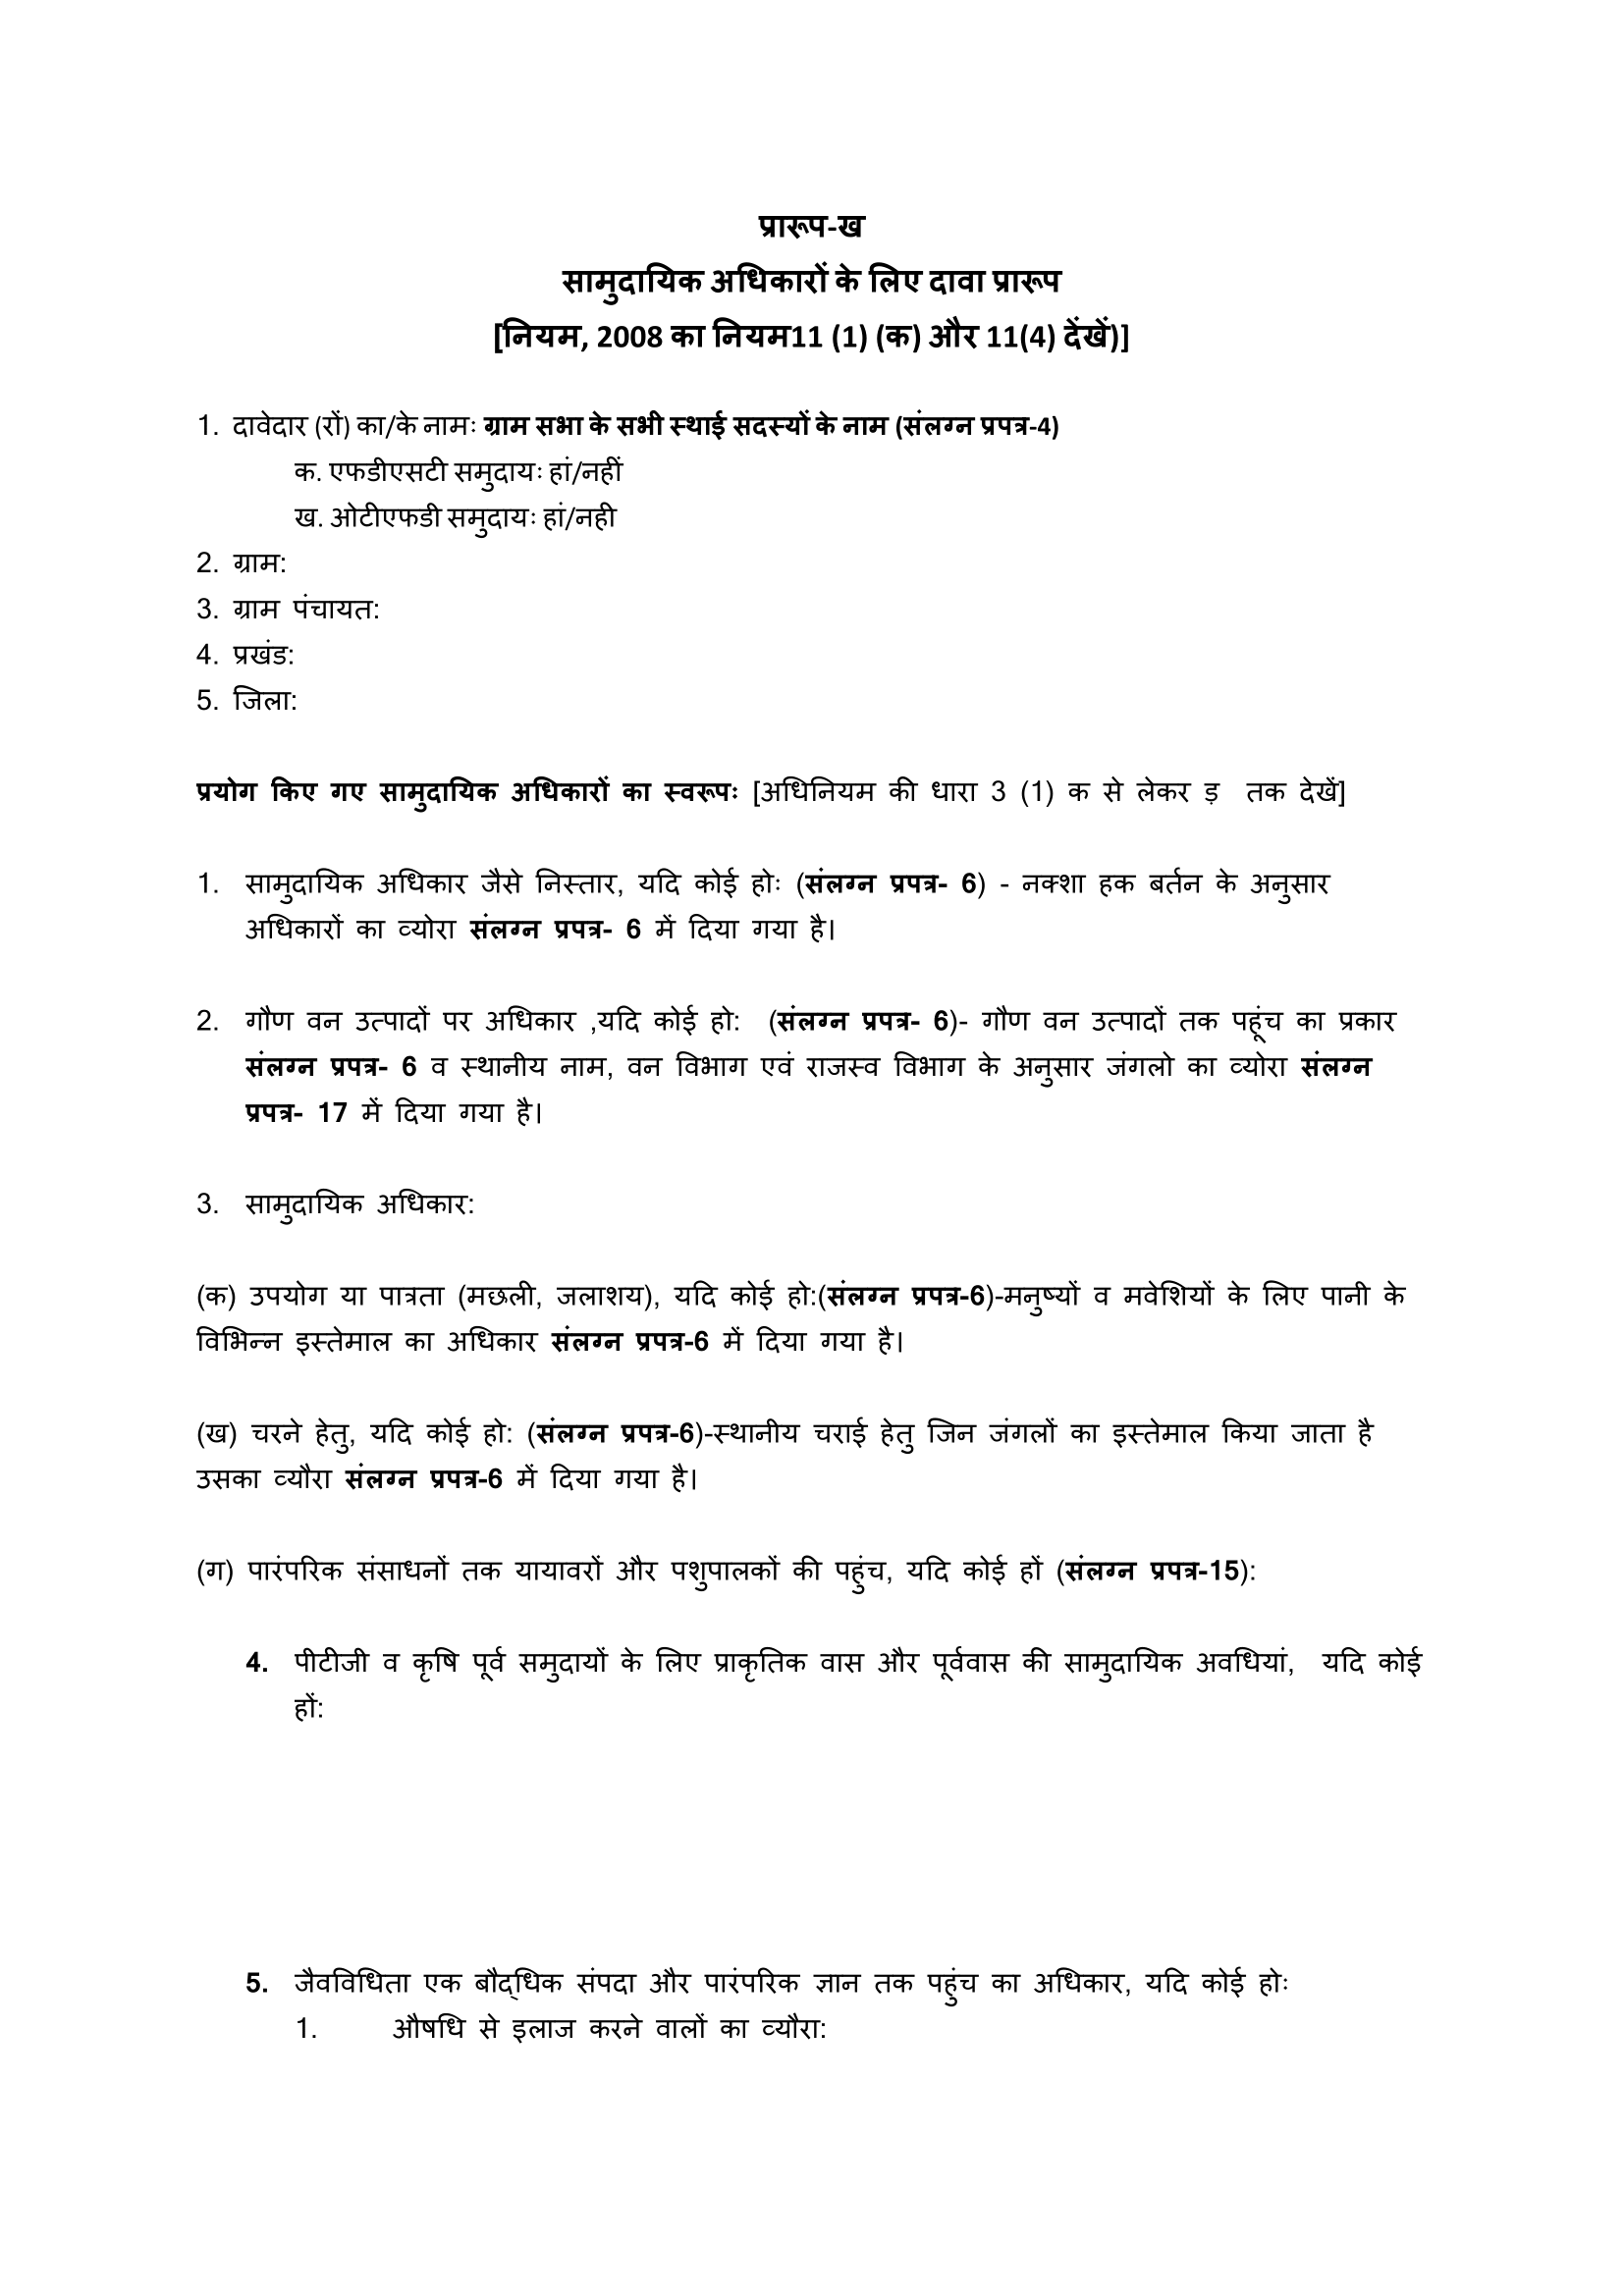 प्रारूप-ख
सामुदायिक अधिकारों के लिए दावा प्रारूप
[नियम, 2008 का नियम11 (1) (क) और 11(4) देंखें)]
1. दावेदार (रों) का/के नामः ग्राम सभा के सभी स्थाई सदस्यों के नाम (संलग्न प्रपत्र-4)
क. एफडीएसटी समुदायः हां/नहीं
ख. ओटीएफडी समुदायः हां/नही
2. ग्राम:
3. ग्राम पंचायत:
4. प्रखंड:
5. जिला:
प्रयोग किए गए सामुदायिक अधिकारों का स्वरूपः [अधिनियम की धारा 3 (1) क से लेकर ड़ तक देखें]
1. सामुदायिक अधिकार जैसे निस्तार, यदि कोई होः (संलग्न प्रपत्र- 6) - नक्शा हक बर्तन के अनुसार
अधिकारों का व्योरा संलग्न प्रपत्र- 6 में दिया गया है।
2. गौण वन उत्पादों पर अधिकार ,यदि कोई हो: (संलग्न प्रपत्र- 6)- गौण वन उत्पादों तक पहूंच का प्रकार
संलग्न प्रपत्र- 6 व स्थानीय नाम, वन विभाग एवं राजस्व विभाग के अनुसार जंगलो का व्योरा संलग्न
प्रपत्र- 17 में दिया गया है।
3. सामुदायिक अधिकार:
(क) उपयोग या पात्रता (मछली, जलाशय), यदि कोई हो:(संलग्न प्रपत्र-6)-मनुष्यों व मवेशियों के लिए पानी के
विभिन्न इस्तेमाल का अधिकार संलग्न प्रपत्र-6 में दिया गया है।
(ख) चरने हेतु, यदि कोई हो: (संलग्न प्रपत्र-6)-स्थानीय चराई हेतु जिन जंगलों का इस्तेमाल किया जाता है
उसका व्यौरा संलग्न प्रपत्र-6 में दिया गया है।
(ग) पारंपरिक संसाधनों तक यायावरों और पशुपालकों की पहुंच, यदि कोई हों (संलग्न प्रपत्र-15):
4. पीटीजी व कृषि पूर्व समुदायों के लिए प्राकृतिक वास और पूर्ववास की सामुदायिक अवधियां, यदि कोई
हों:
5. जैवविधिता एक बौद्धिक संपदा और पारंपरिक ज्ञान तक पहुंच का अधिकार, यदि कोई होः
1. औषधि से इलाज करने वालों का व्यौरा: